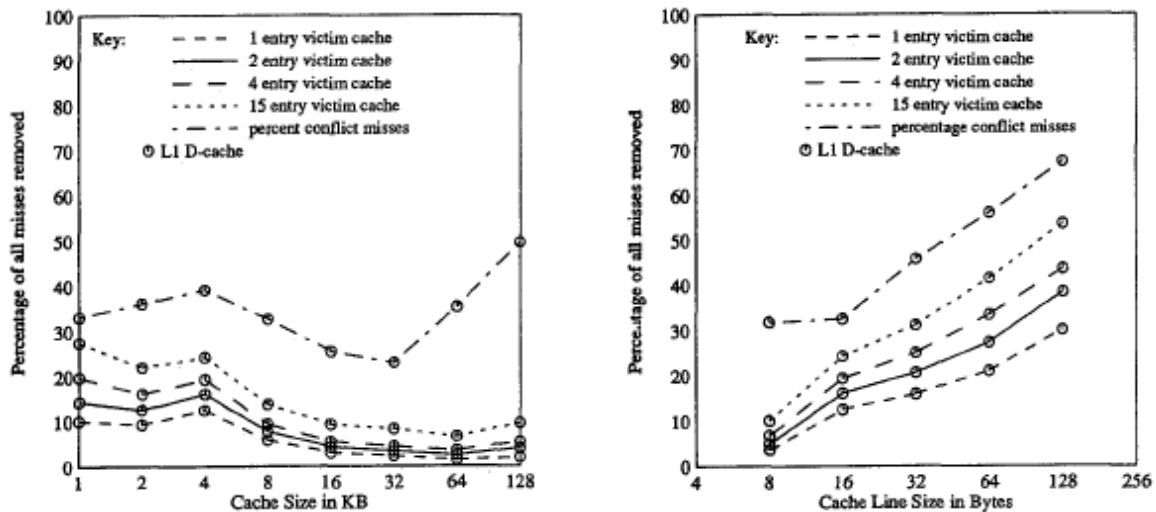 Key:
1 entry victim cache
2 entry victim cache
4 entry victim cache
15 entry victim cache
percent conflict misses
L1 D-cache
Percentage of all misses removed
100
90
80
70
60
50
40
30
20
10
0
1 2 4 8 16 32 64 128
Cache Size in KB
Key:
1 entry victim cache
2 entry victim cache
4 entry victim cache
15 entry victim cache
percentage conflict misses
L1 D-cache
Percentage of all misses removed
100
90
80
70
60
50
40
30
20
10
0
4 8 16 32 64 128 256
Cache Line Size in Bytes